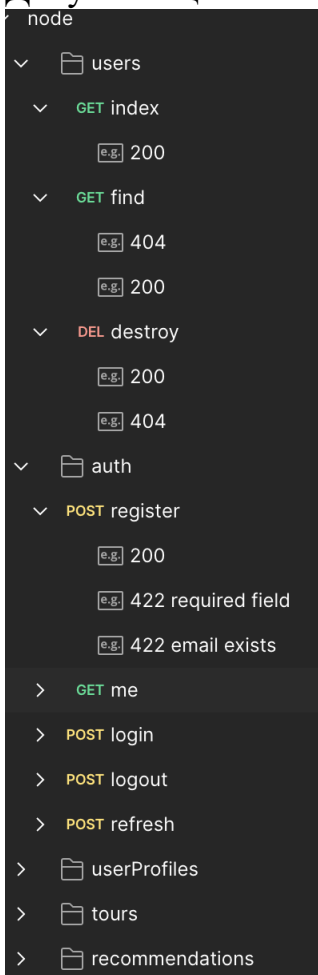 node
users
GET index
e.g. 200
GET find
e.g. 404
e.g. 200
DEL destroy
e.g. 200
e.g. 404
auth
POST register
e.g. 200
e.g. 422 required field
e.g. 422 email exists
GET me
POST login
POST logout
POST refresh
userProfiles
tours
recommendations